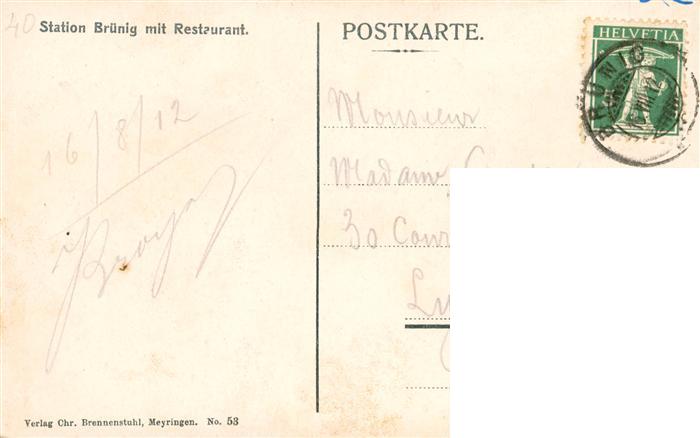 40
Station Brünig mit Restaurant.
16/8/12
POSTKARTE.
HELVETIA
BRÜNIG
Monsieur
Madame
30
Verlag Chr. Brennenstuhl, Meyringen. No. 53